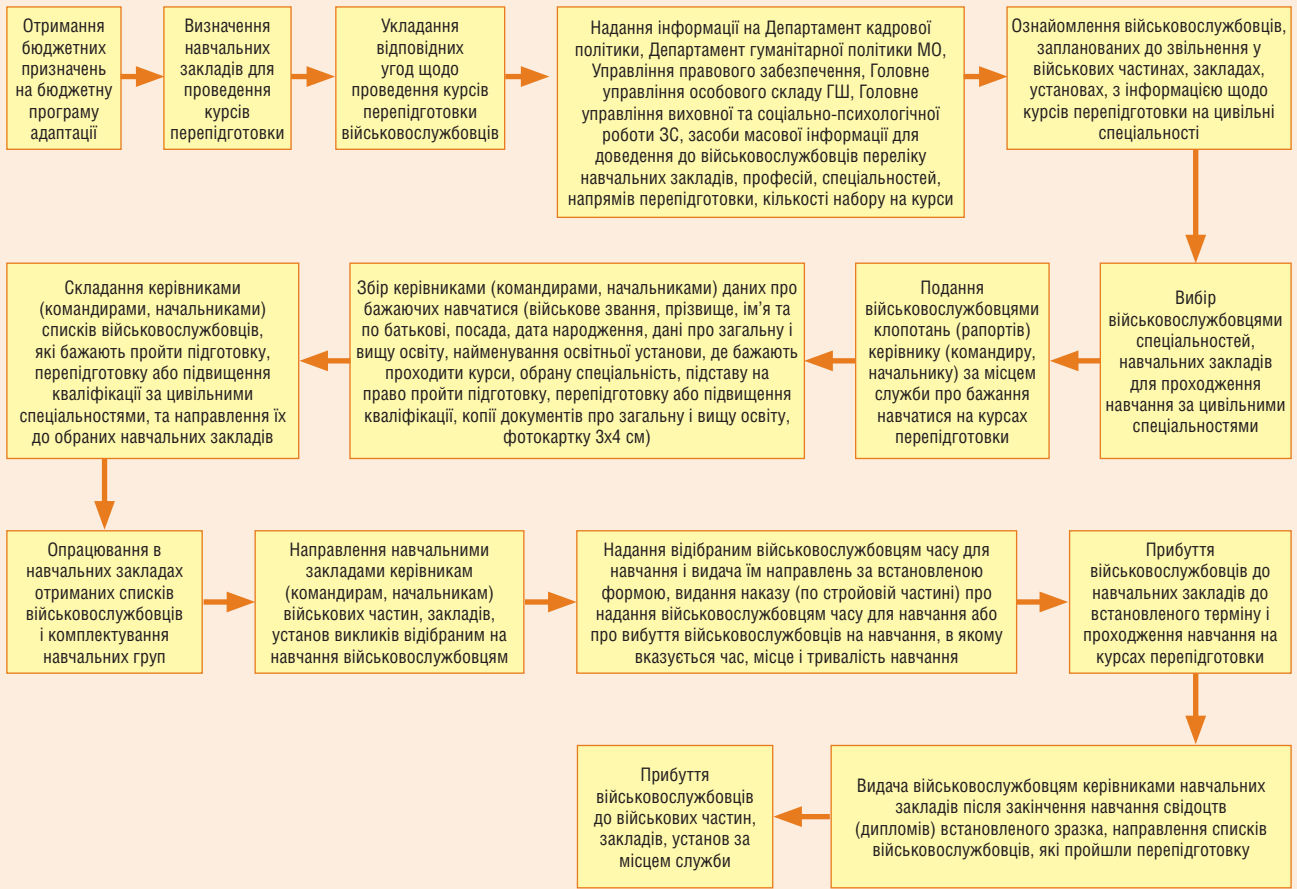 Отримання
бюджетних
призначень
на бюджетну
програму
адаптації
Визначення
навчальних
закладів для
проведення
курсів
перепідготовки
Укладання
відповідних
угод щодо
проведення курсів
перепідготовки
військовослужбовців
Надання інформації на Департамент кадрової
політики, Департамент гуманітарної політики МО,
Управління правового забезпечення, Головне
управління особового складу ГШ, Головне
управління виховної та соціально-психологічної
роботи ЗС, засоби масової інформації для
доведення до військовослужбовців переліку
навчальних закладів, професій, спеціальностей,
напрямів перепідготовки, кількості набору на курси
Ознайомлення військовослужбовців,
запланованих до звільнення у
військових частинах, закладах,
установах, з інформацією щодо
курсів перепідготовки на цивільні
спеціальності
Вибір
військовослужбовцями
спеціальностей,
навчальних закладів
для проходження
навчання за цивільними
спеціальностями
Подання
військовослужбовцями
клопотань (рапортів)
керівнику (командиру,
начальнику) за місцем
служби про бажання
навчатися на курсах
перепідготовки
Збір керівниками (командирами, начальниками) даних про
бажаючих навчатися (військове звання, прізвище, ім’я та
по батькові, посада, дата народження, дані про загальну і
вищу освіту, найменування освітньої установи, де бажають
проходити курси, обрану спеціальність, підставу на
право пройти підготовку, перепідготовку або підвищення
кваліфікації, копії документів про загальну і вищу освіту,
фотокартку 3х4 см)
Складання керівниками
(командирами, начальниками)
списків військовослужбовців,
які бажають пройти підготовку,
перепідготовку або підвищення
кваліфікації за цивільними
спеціальностями, та направлення їх
до обраних навчальних закладів
Опрацювання в
навчальних закладах
отриманих списків
військовослужбовців
і комплектування
навчальних груп
Направлення навчальними
закладами керівникам
(командирам, начальникам)
військових частин, закладів,
установ викликів відібраним на
навчання військовослужбовцям
Надання відібраним військовослужбовцям часу для
навчання і видача їм направлень за встановленою
формою, видання наказу (по стройовій частині) про
надання військовослужбовцям часу для навчання або
про вибуття військовослужбовців на навчання, в якому
вказується час, місце і тривалість навчання
Прибуття
військовослужбовців до
навчальних закладів до
встановленого терміну і
проходження навчання на
курсах перепідготовки
Видача військовослужбовцям керівниками навчальних
закладів після закінчення навчання свідоцтв
(дипломів) встановленого зразка, направлення списків
військовослужбовців, які пройшли перепідготовку
Прибуття
військовослужбовців
до військових частин,
закладів, установ за
місцем служби